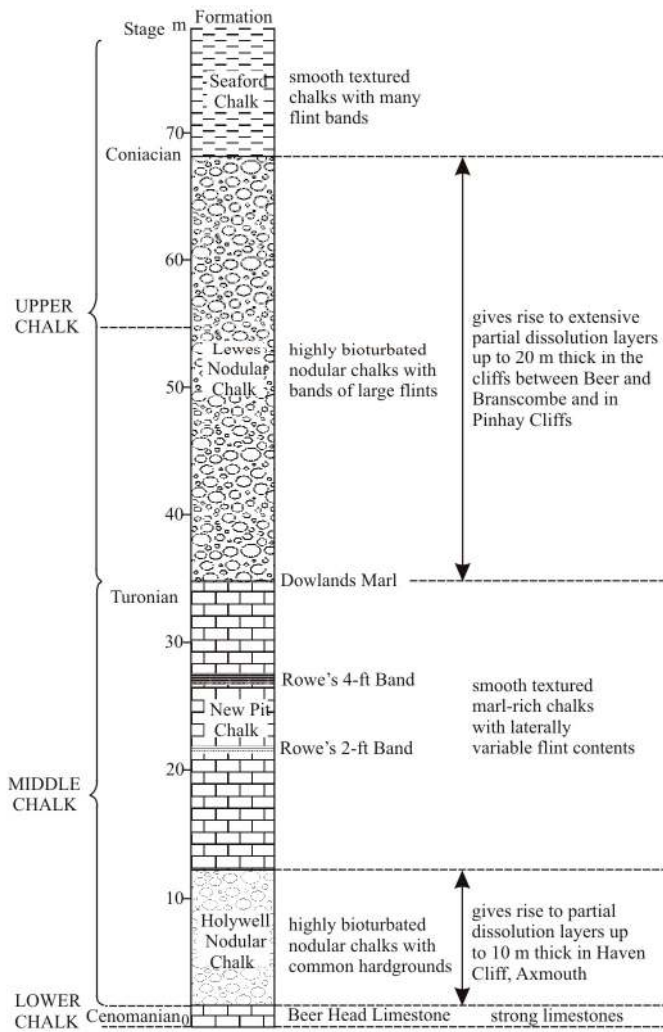 Stage m Formation
Seaford
Chalk
smooth textured
chalks with many
flint bands
70
Coniacian
60
UPPER
CHALK
Lewes
Nodular
Chalk
highly bioturbated
nodular chalks with
bands of large flints
gives rise to extensive
partial dissolution layers
up to 20 m thick in the
cliffs between Beer and
Branscombe and in
Pinhay Cliffs
50
40
Dowlands Marl
Turonian
30
Rowe's 4-ft Band
New Pit
Chalk
smooth textured
marl-rich chalks
with laterally
variable flint contents
Rowe's 2-ft Band
20
MIDDLE
CHALK
10
Holywell
Nodular
Chalk
highly bioturbated
nodular chalks with
common hardgrounds
gives rise to partial
dissolution layers up
to 10 m thick in Haven
Cliff, Axmouth
LOWER
CHALK
Cenomanian 0
Beer Head Limestone
strong limestones